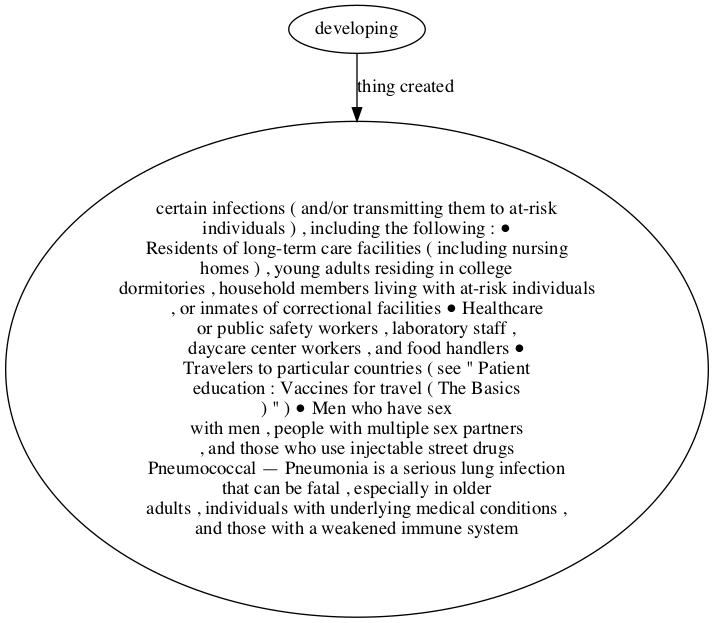 developing
thing created
certain infections ( and/or transmitting them to at-risk
individuals ) , including the following : ●
Residents of long-term care facilities ( including nursing
homes ) , young adults residing in college
dormitories , household members living with at-risk individuals
, or inmates of correctional facilities ● Healthcare
or public safety workers , laboratory staff ,
daycare center workers , and food handlers ●
Travelers to particular countries ( see " Patient
education : Vaccines for travel ( The Basics
) " ) ● Men who have sex
with men , people with multiple sex partners
, and those who use injectable street drugs
Pneumococcal — Pneumonia is a serious lung infection
that can be fatal , especially in older
adults , individuals with underlying medical conditions ,
and those with a weakened immune system